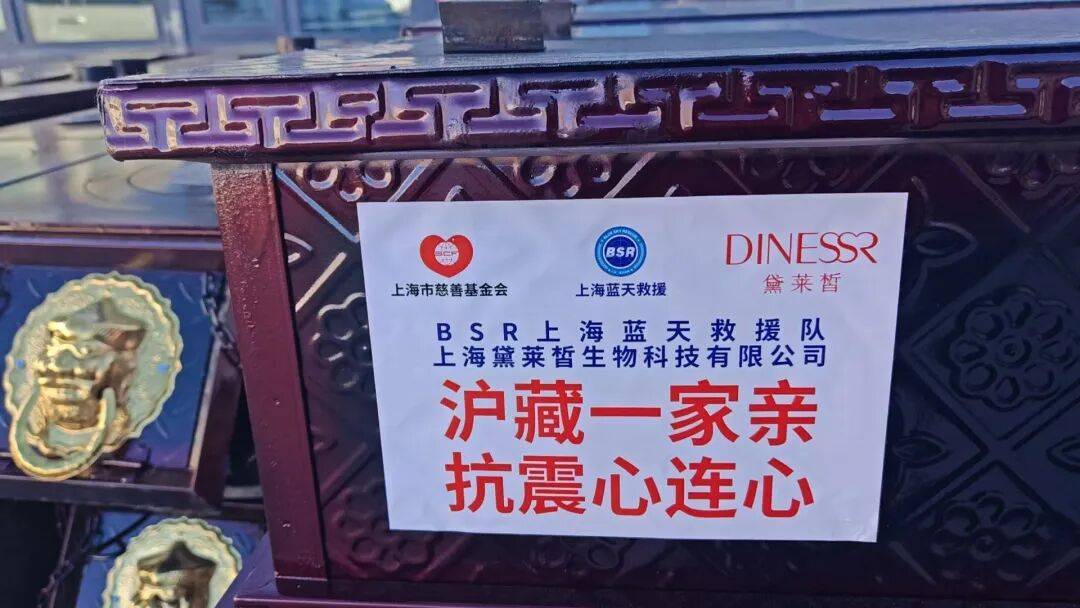 SCF
BSR
DINESSR
上海市慈善基金会
上海蓝天救援
黛莱皙
BSR上海蓝天救援队
上海黛莱皙生物科技有限公司
沪藏一家亲
抗震心连心